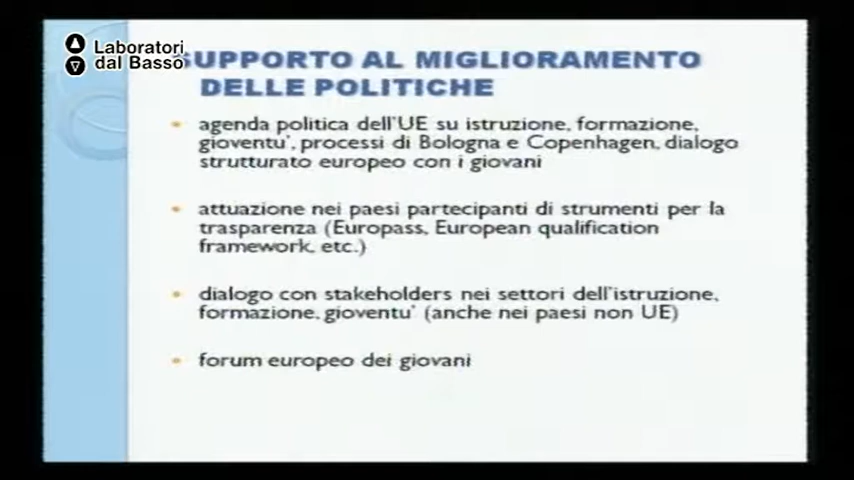 Laboratori
dal Basso
SUPPORTO AL MIGLIORAMENTO
DELLE POLITICHE
agenda politica dell'UE su istruzione, formazione,
gioventu', processi di Bologna e Copenhagen, dialogo
strutturato europeo con i giovani
attuazione nei paesi partecipanti di strumenti per la
trasparenza (Europass, European qualification
framework, etc.)
dialogo con stakeholders nei settori dell'istruzione,
formazione, gioventu' (anche nei paesi non UE)
forum europeo dei giovani